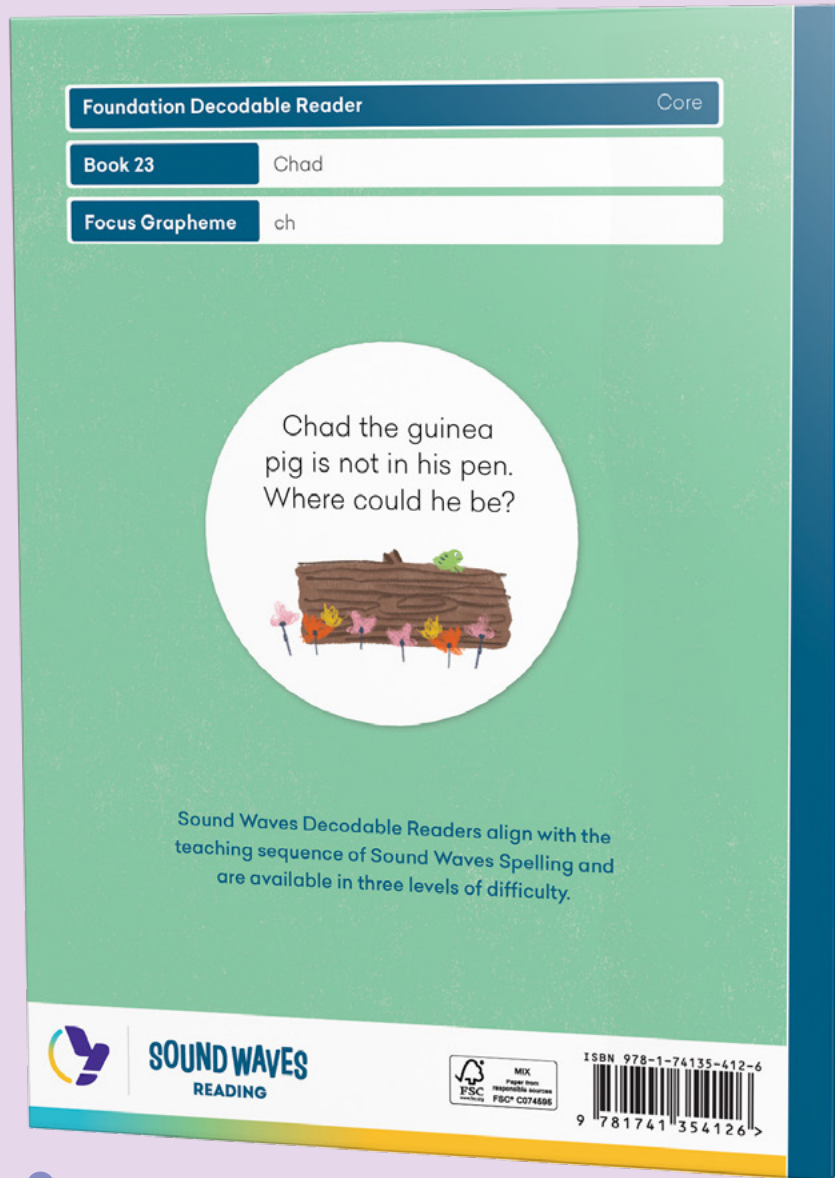 Foundation Decodable Reader Core
Book 23 Chad
Focus Grapheme ch
Chad the guinea
pig is not in his pen.
Where could he be?
Sound Waves Decodable Readers align with the
teaching sequence of Sound Waves Spelling and
are available in three levels of difficulty.
SOUND WAVES
READING
FSC
www.fsc.org
MIX
Paper from
responsible sources
FSC® C074595
ISBN 978-1-74135-412-6
9 781741 354126 >